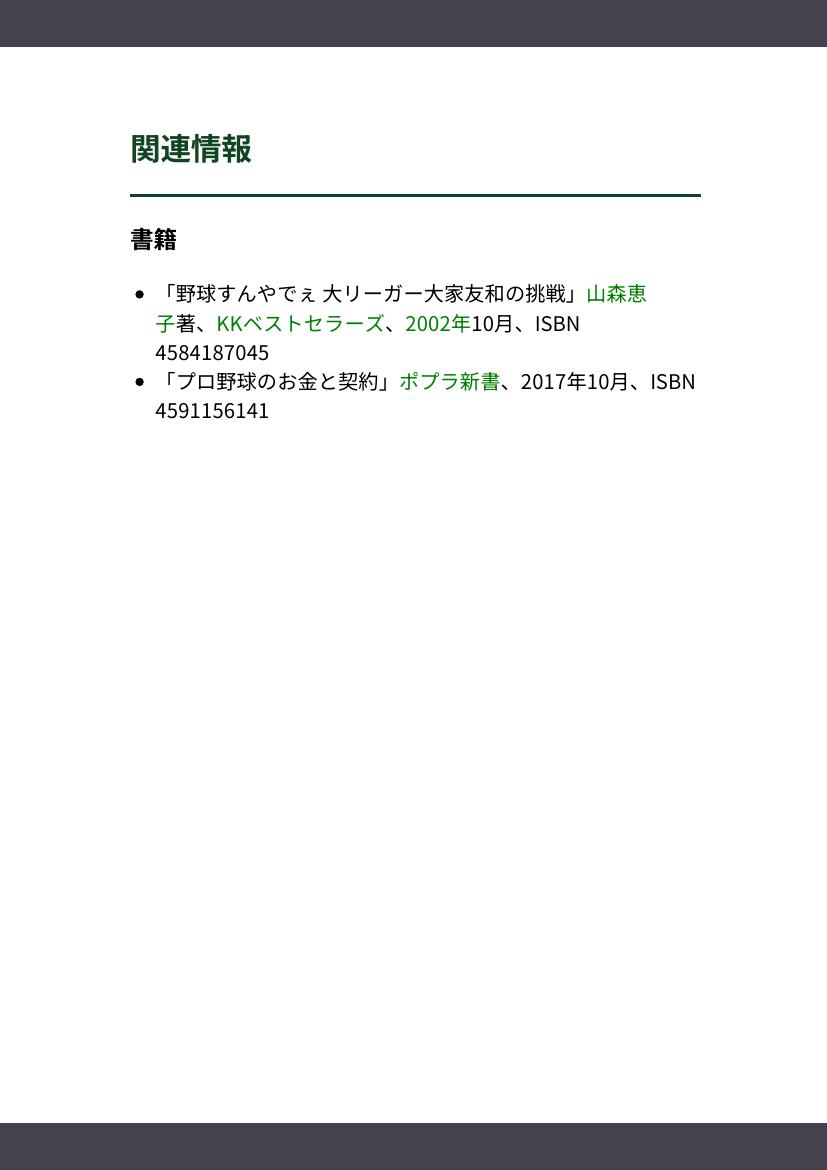 関連情報
書籍
「野球すんやでぇ 大リーガー大家友和の挑戦」山森恵
子著、KKベストセラーズ、2002年10月、ISBN
4584187045
「プロ野球のお金と契約」ポプラ新書、2017年10月、ISBN
4591156141